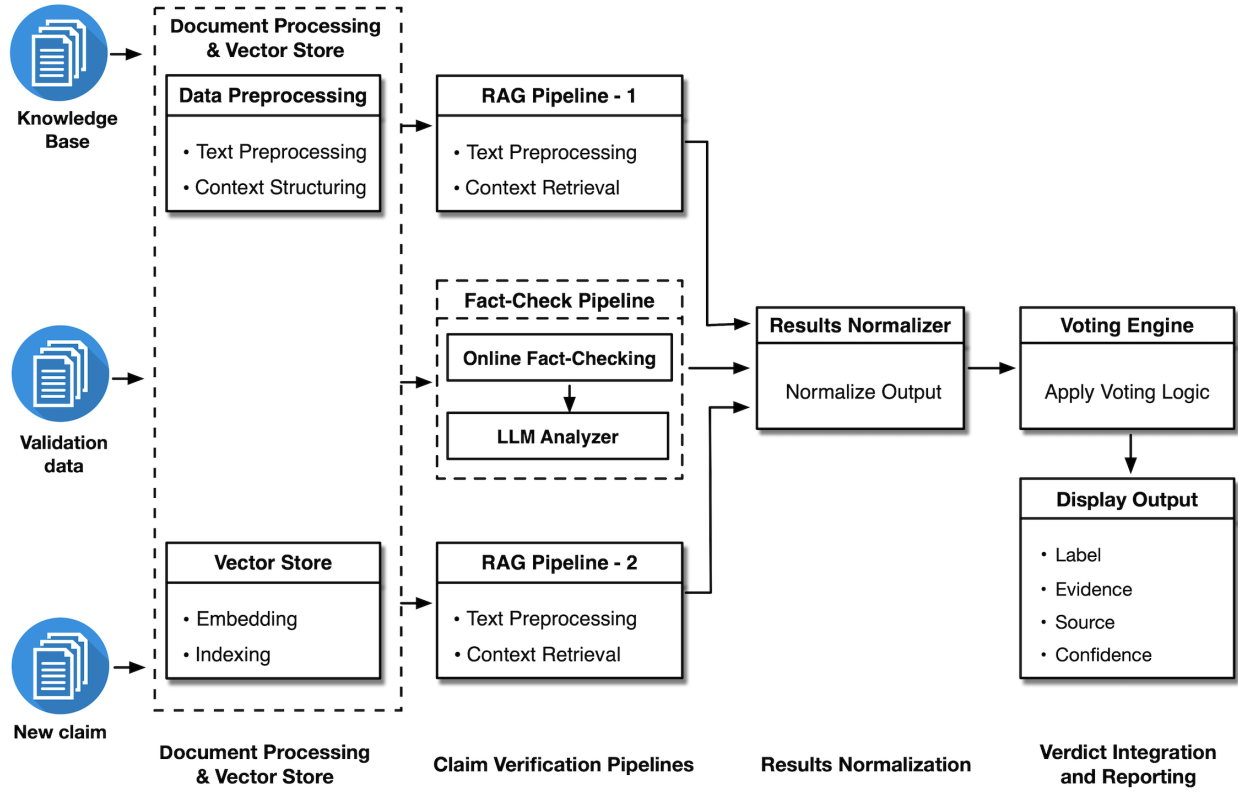 Knowledge
Base
Validation
data
New claim
Document Processing
& Vector Store
Data Preprocessing
• Text Preprocessing
• Context Structuring
Vector Store
• Embedding
• Indexing
RAG Pipeline - 1
• Text Preprocessing
• Context Retrieval
Fact-Check Pipeline
Online Fact-Checking
LLM Analyzer
RAG Pipeline - 2
• Text Preprocessing
• Context Retrieval
Results Normalizer
Normalize Output
Voting Engine
Apply Voting Logic
Display Output
• Label
• Evidence
• Source
• Confidence
Document Processing
& Vector Store
Claim Verification Pipelines
Results Normalization
Verdict Integration
and Reporting